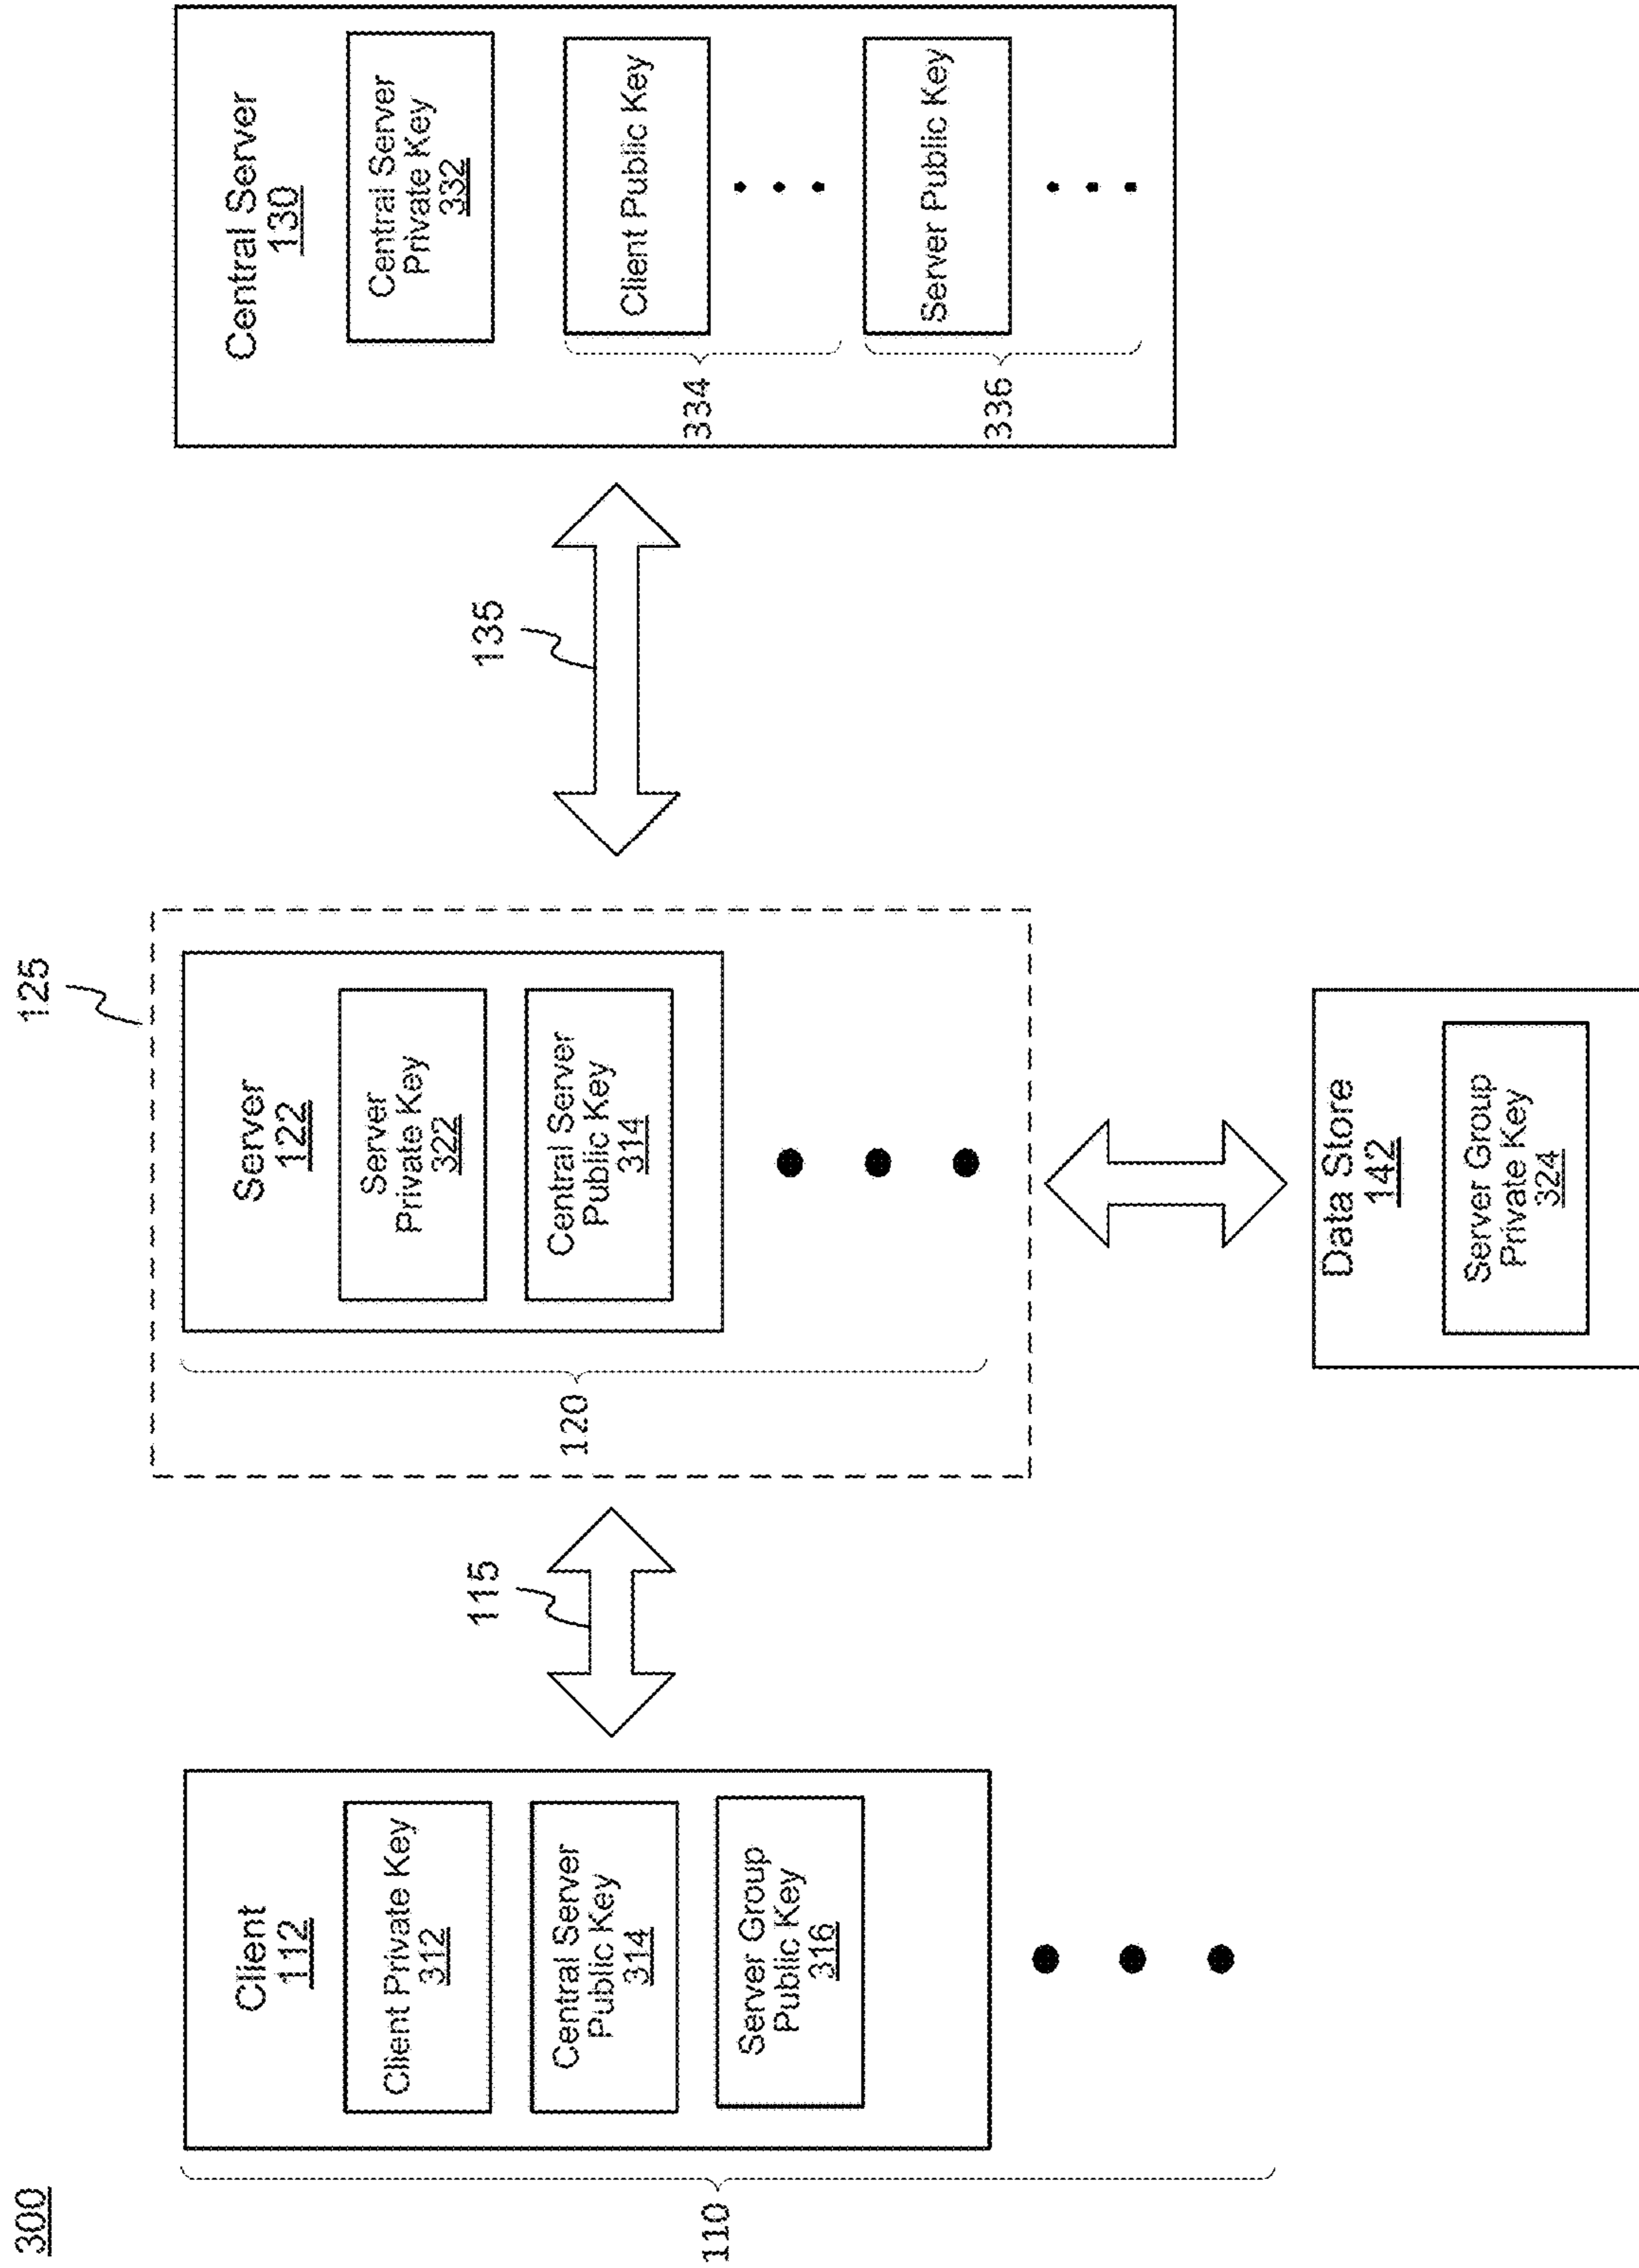 300
110
Client
112
Client Private Key
312
Central Server
Public Key
314
Server Group
Public Key
316
115
125
120
Server
122
Server
Private Key
322
Central Server
Public Key
314
Data Store
142
Server Group
Private Key
324
135
Central Server
130
Central Server
Private Key
332
334
Client Public Key
336
Server Public Key